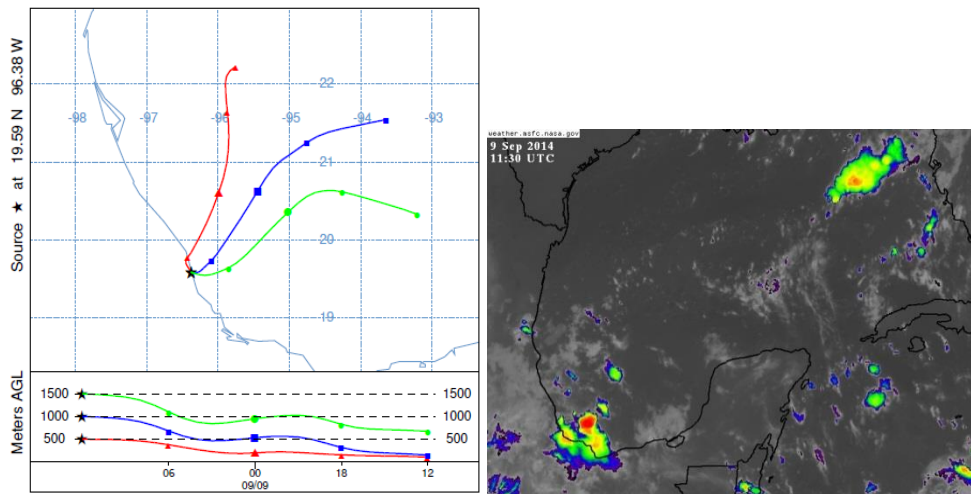 Source ★ at 19.59 N 96.38 W
22
-98 -97 -96 -95 -94 -93
21
20
19
Meters AGL
1500 1500
1000 1000
500 500
06 00 18 12
09/09
weather.msfc.nasa.gov
9 Sep 2014
11:30 UTC